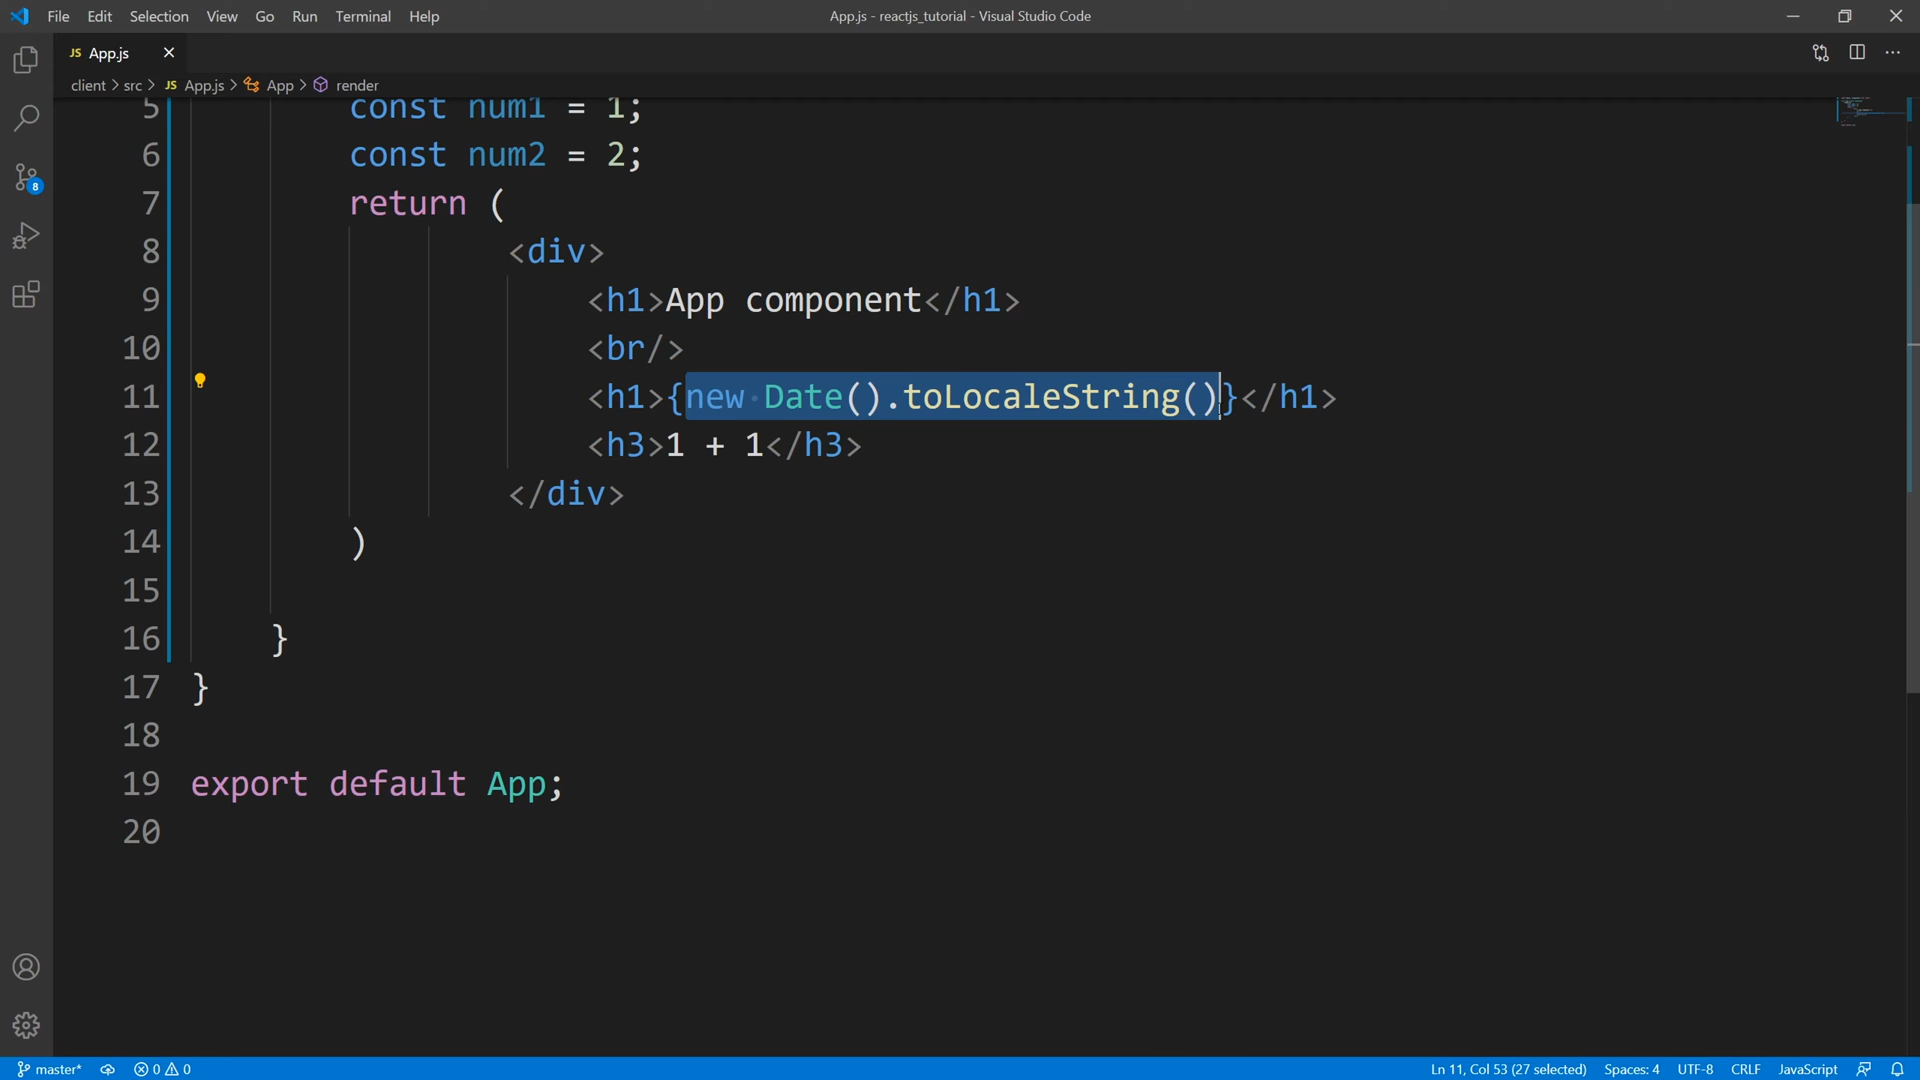 File Edit Selection View Go Run Terminal Help App.js - reactjs_tutorial - Visual Studio Code
JS App.js
client > src > JS App.js > App > render
5 const num1 = 1;
6 const num2 = 2;
7 return (
8 <div>
9 <h1>App component</h1>
10 <br/>
11 <h1>{new Date().toLocaleString()}</h1>
12 <h3>1 + 1</h3>
13 </div>
14 )
15
16 }
17 }
18
19 export default App;
20
8
master* 0 0 Ln 11, Col 53 (27 selected) Spaces: 4 UTF-8 CRLF JavaScript